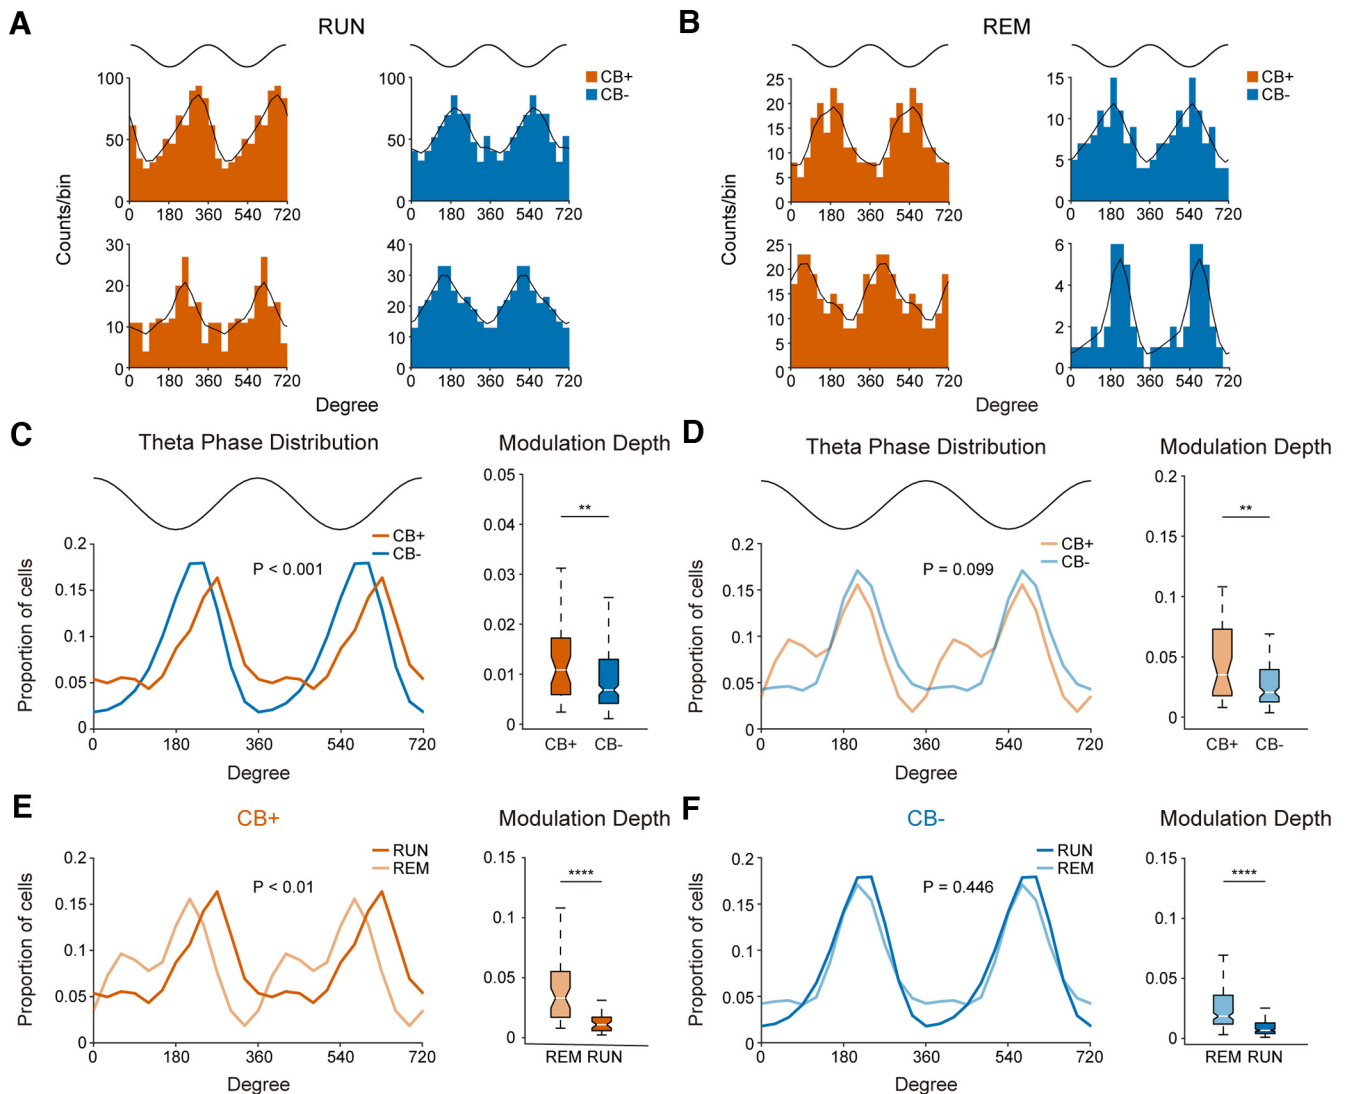 A
RUN
B
REM
CB+
CB-
CB+
CB-
Counts/bin
100
50
0
0 180 360 540 720
100
50
0
0 180 360 540 720
30
20
10
0
0 180 360 540 720
40
30
20
10
0
0 180 360 540 720
Degree
Counts/bin
25
20
15
10
5
0
0 180 360 540 720
15
10
5
0
0 180 360 540 720
25
20
15
10
5
0
0 180 360 540 720
6
4
2
0
0 180 360 540 720
Degree
C
Theta Phase Distribution
CB+
CB-
P < 0.001
Proportion of cells
0.2
0.15
0.1
0.05
0
0 180 360 540 720
Degree
Modulation Depth
**
0.05
0.04
0.03
0.02
0.01
0
CB+ CB-
D
Theta Phase Distribution
CB+
CB-
P = 0.099
Proportion of cells
0.2
0.15
0.1
0.05
0
0 180 360 540 720
Degree
Modulation Depth
**
0.2
0.15
0.1
0.05
0
CB+ CB-
E
CB+
RUN
REM
P < 0.01
Proportion of cells
0.2
0.15
0.1
0.05
0
0 180 360 540 720
Degree
Modulation Depth
****
0.15
0.1
0.05
0
REM RUN
F
CB-
RUN
REM
P = 0.446
Proportion of cells
0.2
0.15
0.1
0.05
0
0 180 360 540 720
Degree
Modulation Depth
****
0.15
0.1
0.05
0
REM RUN